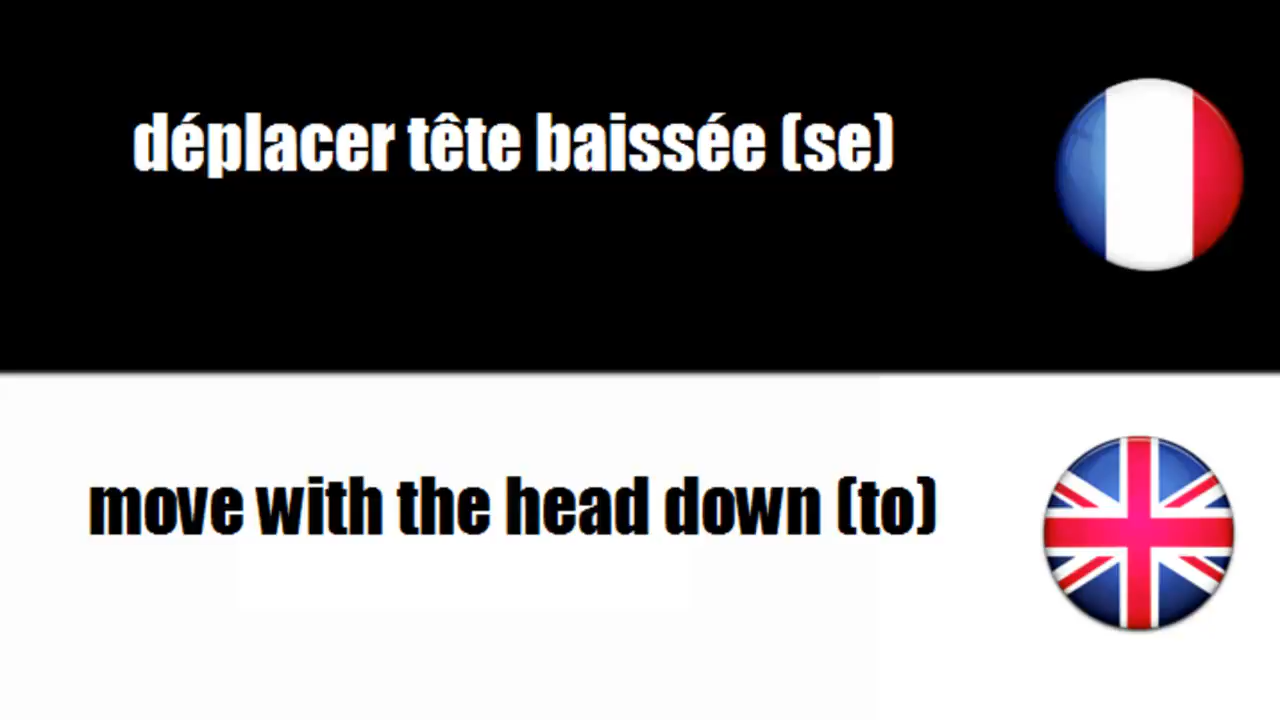 déplacer tête baissée (se)
move with the head down (to)